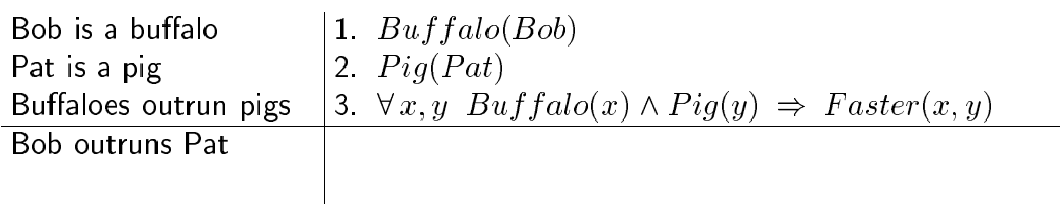 Bob is a buffalo 1. Buffalo(Bob)
Pat is a pig 2. Pig(Pat)
Buffaloes outrun pigs 3. ∀ x, y Buffalo(x) ∧ Pig(y) ⇒ Faster(x, y)
Bob outruns Pat